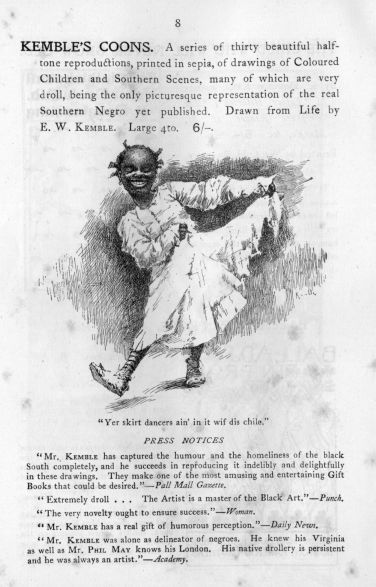 8
KEMBLE'S COONS. A series of thirty beautiful half-
tone reproductions, printed in sepia, of drawings of Coloured
Children and Southern Scenes, many of which are very
droll, being the only picturesque representation of the real
Southern Negro yet published. Drawn from Life by
E. W. KEMBLE. Large 4to. 6/-.
"Yer skirt dancers ain' in it wif dis chile."
PRESS NOTICES
"Mr. KEMBLE has captured the humour and the homeliness of the black
South completely, and he succeeds in reproducing it indelibly and delightfully
in these drawings. They make one of the most amusing and entertaining Gift
Books that could be desired."—Pall Mall Gazette.
"Extremely droll . . . The Artist is a master of the Black Art."—Punch.
"The very novelty ought to ensure success."—Woman.
"Mr. KEMBLE has a real gift of humorous perception."—Daily News.
"Mr. KEMBLE was alone as delineator of negroes. He knew his Virginia
as well as Mr. PHIL MAY knows his London. His native drollery is persistent
and he was always an artist."—Academy.